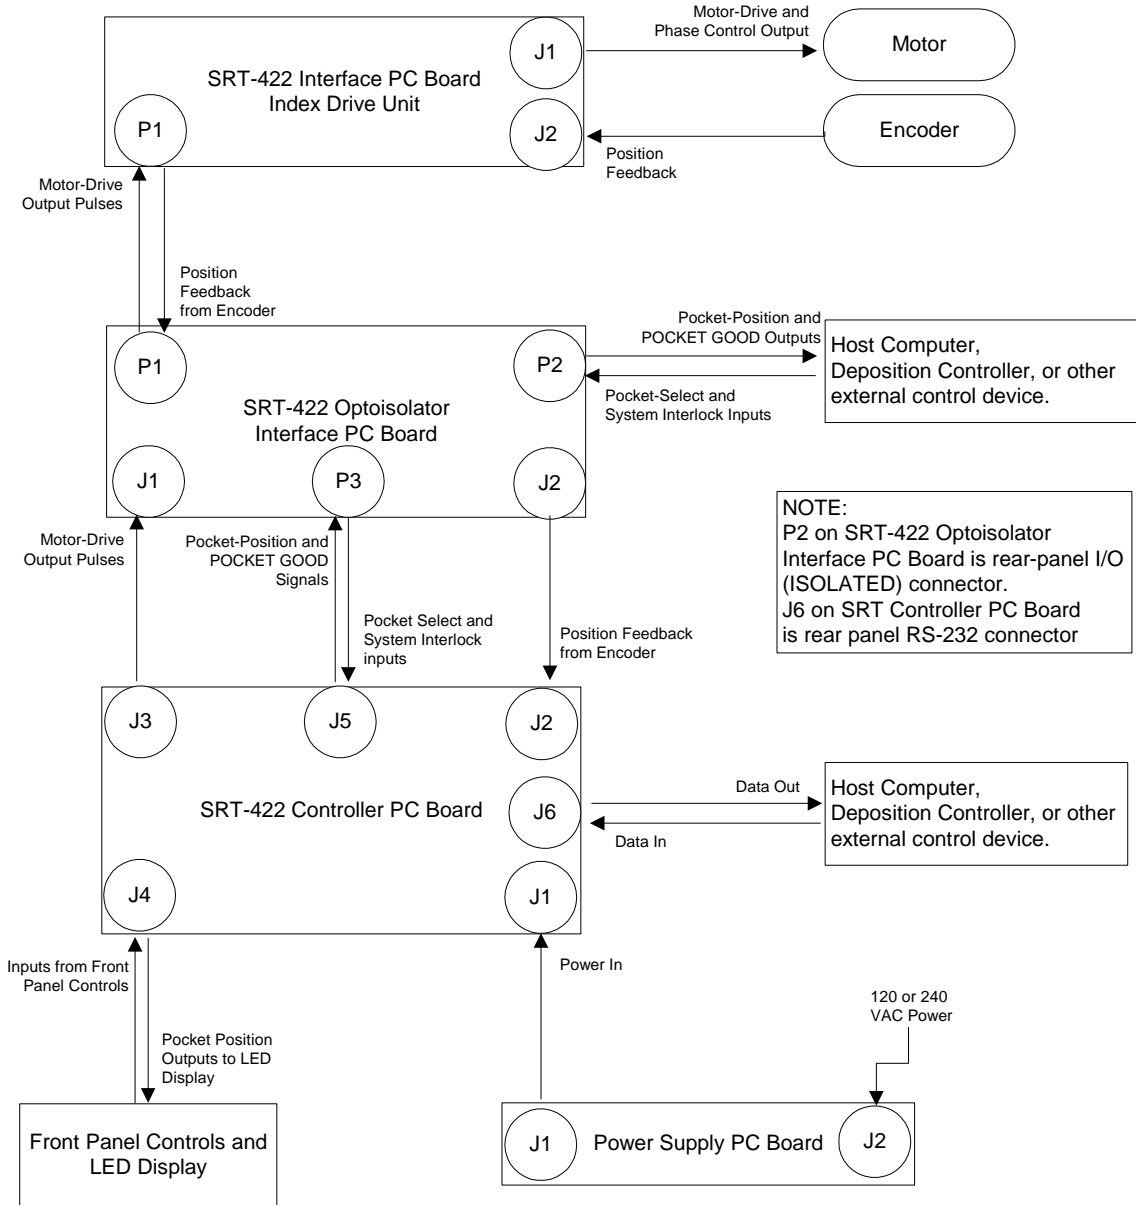 Motor-Drive and
Phase Control Output
J1
Motor
SRT-422 Interface PC Board
Index Drive Unit
P1
J2
Encoder
Position
Feedback
Motor-Drive
Output Pulses
Position
Feedback
from Encoder
Pocket-Position and
POCKET GOOD Outputs
P1
P2
Host Computer,
Deposition Controller, or other
external control device.
Pocket-Select and
System Interlock Inputs
SRT-422 Optoisolator
Interface PC Board
J1
P3
J2
NOTE:
P2 on SRT-422 Optoisolator
Interface PC Board is rear-panel I/O
(ISOLATED) connector.
J6 on SRT Controller PC Board
is rear panel RS-232 connector
Motor-Drive
Output Pulses
Pocket-Position and
POCKET GOOD
Signals
Pocket Select and
System Interlock
inputs
Position Feedback
from Encoder
J3
J5
J2
SRT-422 Controller PC Board
J6
Data Out
Data In
Host Computer,
Deposition Controller, or other
external control device.
J4
J1
Inputs from Front
Panel Controls
Power In
120 or 240
VAC Power
Pocket Position
Outputs to LED
Display
Front Panel Controls and
LED Display
J1
Power Supply PC Board
J2